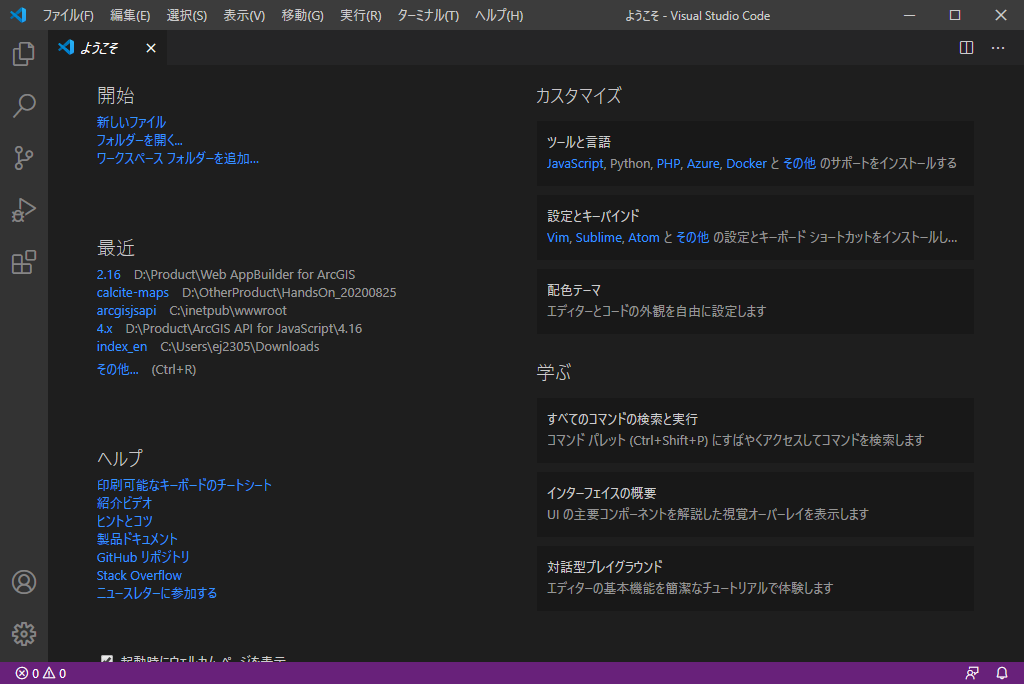 ファイル(F) 編集(E) 選択(S) 表示(V) 移動(G) 実行(R) ターミナル(T) ヘルプ(H) ようこそ - Visual Studio Code
ようこそ
開始
新しいファイル
フォルダーを開く...
ワークスペース フォルダーを追加...
最近
2.16 D:\Product\Web AppBuilder for ArcGIS
calcite-maps D:\OtherProduct\HandsOn_20200825
arcgisjsapi C:\inetpub\wwwroot
4.x D:\Product\ArcGIS API for JavaScript\4.16
index_en C:\Users\ej2305\Downloads
その他... (Ctrl+R)
ヘルプ
印刷可能なキーボードのチートシート
紹介ビデオ
ヒントとコツ
製品ドキュメント
GitHub リポジトリ
Stack Overflow
ニュースレターに参加する
起動時にウェルカム ページを表示
カスタマイズ
ツールと言語
JavaScript, Python, PHP, Azure, Docker と その他 のサポートをインストールする
設定とキーバインド
Vim, Sublime, Atom と その他 の設定とキーボード ショートカットをインストールし...
配色テーマ
エディターとコードの外観を自由に設定します
学ぶ
すべてのコマンドの検索と実行
コマンド パレット (Ctrl+Shift+P) にすばやくアクセスしてコマンドを検索します
インターフェイスの概要
UI の主要コンポーネントを解説した視覚オーバーレイを表示します
対話型プレイグラウンド
エディターの基本機能を簡潔なチュートリアルで体験します
0 0